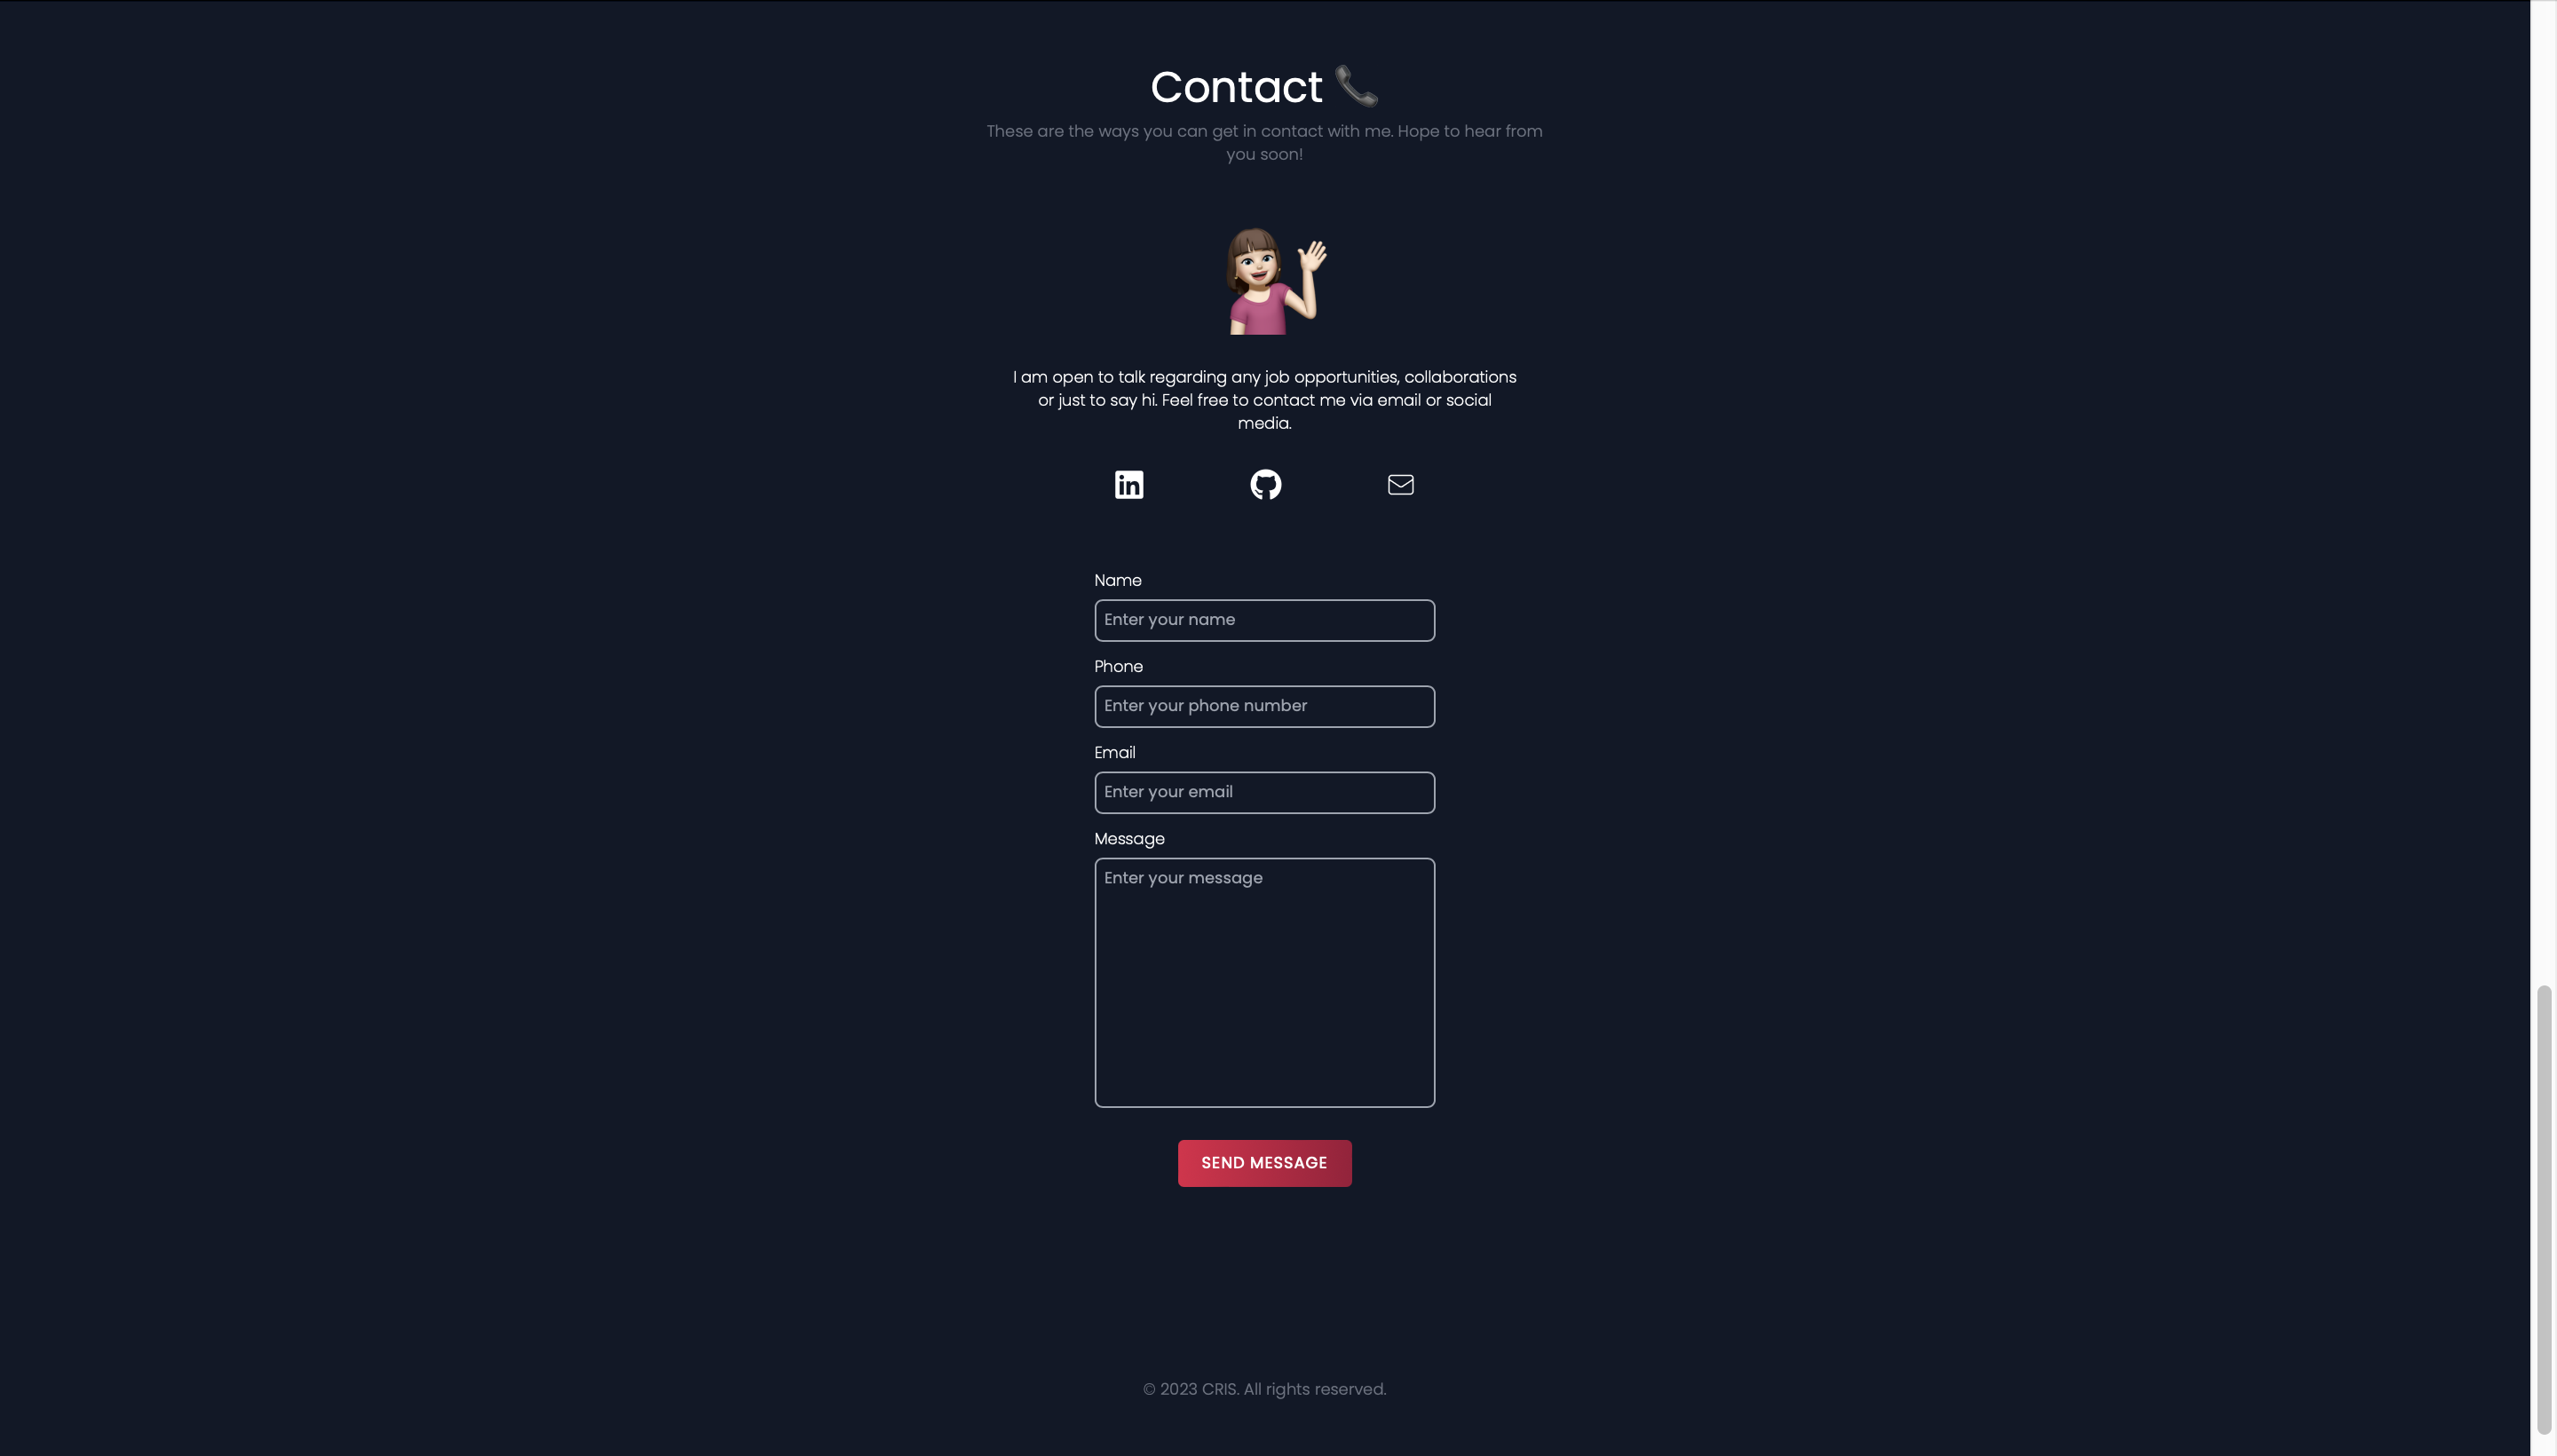 Contact
These are the ways you can get in contact with me. Hope to hear from
you soon!
I am open to talk regarding any job opportunities, collaborations
or just to say hi. Feel free to contact me via email or social
media.
in
Name
Enter your name
Phone
Enter your phone number
Email
Enter your email
Message
Enter your message
SEND MESSAGE
© 2023 CRIS. All rights reserved.